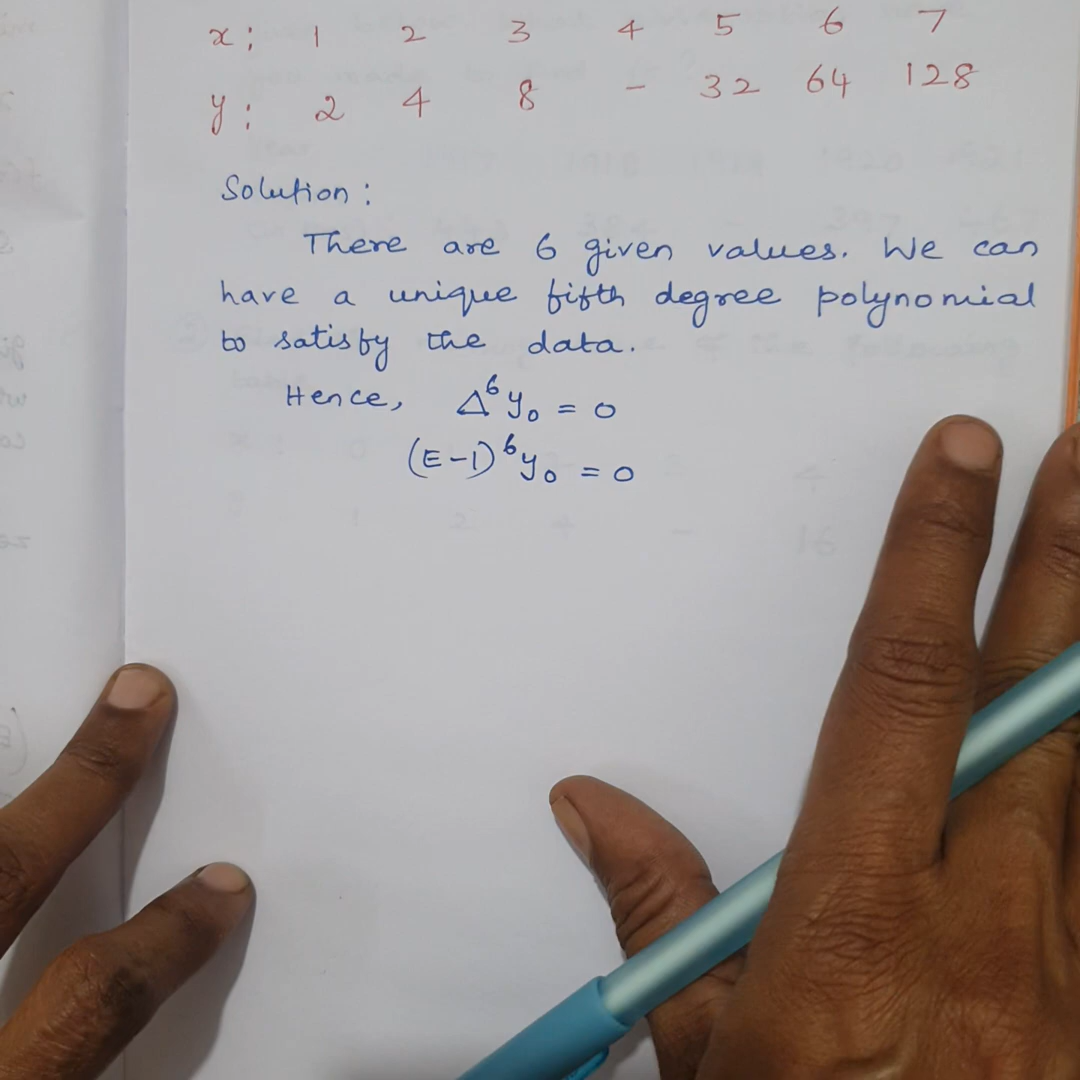 x: 1 2 3 4 5 6 7
y: 2 4 8 - 32 64 128
Solution:
There are 6 given values. We can
have a unique fifth degree polynomial
to satisfy the data.
Hence, Δ⁶y₀ = 0
(E-1)⁶y₀ = 0